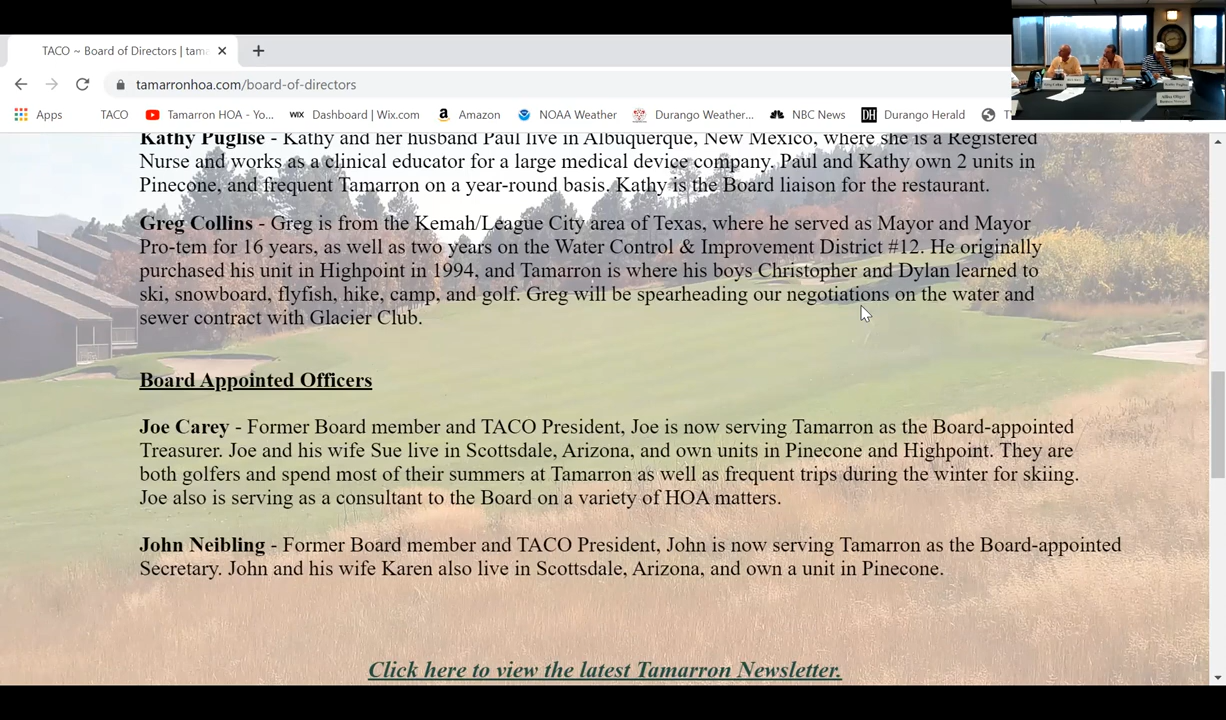 TACO ~ Board of Directors | tama
tamarronhoa.com/board-of-directors
Apps TACO Tamarron HOA - Yo... Dashboard | Wix.com Amazon NOAA Weather Durango Weather... NBC News Durango Herald T
Kathy Puglise - Kathy and her husband Paul live in Albuquerque, New Mexico, where she is a Registered
Nurse and works as a clinical educator for a large medical device company. Paul and Kathy own 2 units in
Pinecone, and frequent Tamarron on a year-round basis. Kathy is the Board liaison for the restaurant.
Greg Collins - Greg is from the Kemah/League City area of Texas, where he served as Mayor and Mayor
Pro-tem for 16 years, as well as two years on the Water Control & Improvement District #12. He originally
purchased his unit in Highpoint in 1994, and Tamarron is where his boys Christopher and Dylan learned to
ski, snowboard, flyfish, hike, camp, and golf. Greg will be spearheading our negotiations on the water and
sewer contract with Glacier Club.
Board Appointed Officers
Joe Carey - Former Board member and TACO President, Joe is now serving Tamarron as the Board-appointed
Treasurer. Joe and his wife Sue live in Scottsdale, Arizona, and own units in Pinecone and Highpoint. They are
both golfers and spend most of their summers at Tamarron as well as frequent trips during the winter for skiing.
Joe also is serving as a consultant to the Board on a variety of HOA matters.
John Neibling - Former Board member and TACO President, John is now serving Tamarron as the Board-appointed
Secretary. John and his wife Karen also live in Scottsdale, Arizona, and own a unit in Pinecone.
Click here to view the latest Tamarron Newsletter.